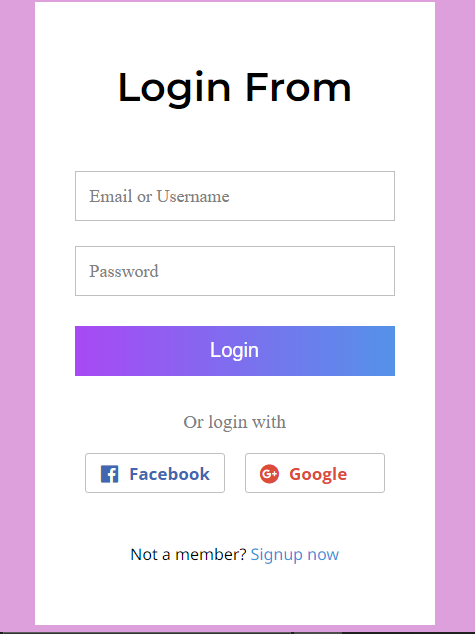 Login From
Email or Username
Password
Login
Or login with
Facebook Google
Not a member? Signup now